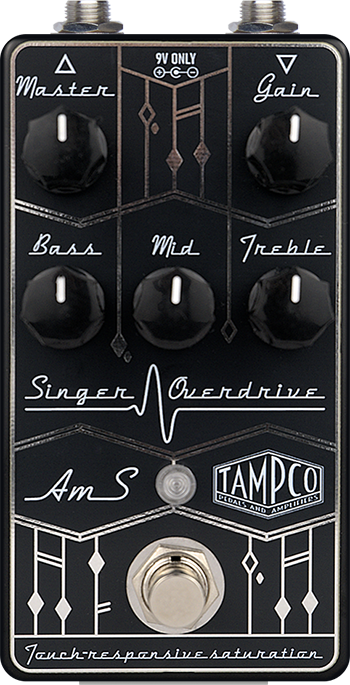 9V ONLY
Master Gain
Bass Mid Treble
Singer Overdrive
AmS
TAMPCO
PEDALS AND AMPLIFIERS
Touch-responsive saturation